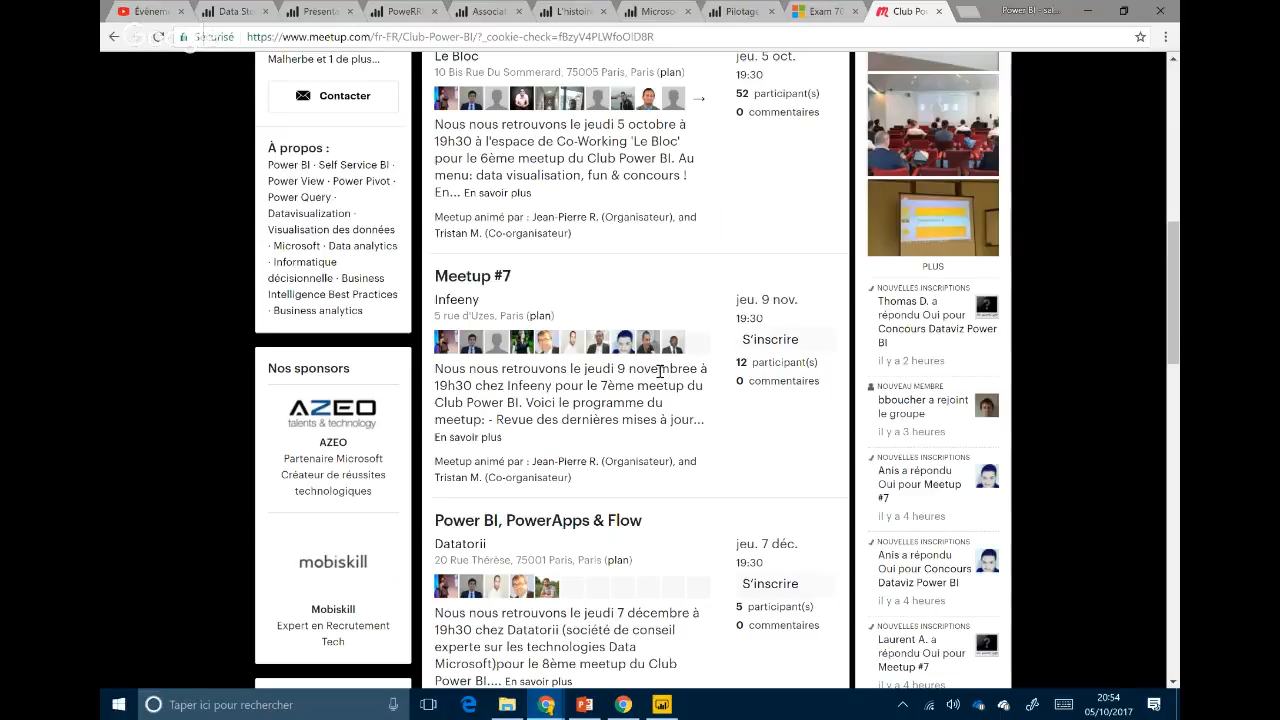 Événeme
Data Sto
Présenta
PoweRR
Associat
L'histoire
Microso
Pilotage
Exam 70
Club Po
Power BI - sal...
Sécurisé
https://www.meetup.com/fr-FR/Club-Power-BI/?_cookie-check=fBzyV4PLWfoOlD8R
Malherbe et 1 de plus...
Contacter
À propos :
Power BI · Self Service BI ·
Power View · Power Pivot ·
Power Query ·
Datavisualization ·
Visualisation des données
· Microsoft · Data analytics
· Informatique
décisionnelle · Business
Intelligence Best Practices
· Business analytics
Nos sponsors
AZEO
talents & technology
AZEO
Partenaire Microsoft
Créateur de réussites
technologiques
mobiskill
Mobiskill
Expert en Recrutement
Tech
Le Bloc
10 Bis Rue Du Sommerard, 75005 Paris, Paris (plan)
jeu. 5 oct.
19:30
52 participant(s)
0 commentaires
Nous nous retrouvons le jeudi 5 octobre à
19h30 à l'espace de Co-Working 'Le Bloc'
pour le 6ème meetup du Club Power BI. Au
menu: data visualisation, fun & concours !
En... En savoir plus
Meetup animé par : Jean-Pierre R. (Organisateur), and
Tristan M. (Co-organisateur)
Meetup #7
Infeeny
5 rue d'Uzes, Paris (plan)
jeu. 9 nov.
19:30
S'inscrire
12 participant(s)
0 commentaires
Nous nous retrouvons le jeudi 9 novembree à
19h30 chez Infeeny pour le 7ème meetup du
Club Power BI. Voici le programme du
meetup: - Revue des dernières mises à jour...
En savoir plus
Meetup animé par : Jean-Pierre R. (Organisateur), and
Tristan M. (Co-organisateur)
Power BI, PowerApps & Flow
Datatorii
20 Rue Thérèse, 75001 Paris, Paris (plan)
jeu. 7 déc.
19:30
S'inscrire
5 participant(s)
0 commentaires
Nous nous retrouvons le jeudi 7 décembre à
19h30 chez Datatorii (société de conseil
experte sur les technologies Data
Microsoft)pour le 8ème meetup du Club
Power BI.... En savoir plus
PLUS
NOUVELLES INSCRIPTIONS
Thomas D. a
répondu Oui pour
Concours Dataviz Power
BI
il y a 2 heures
NOUVEAU MEMBRE
bboucher a rejoint
le groupe
il y a 3 heures
NOUVELLES INSCRIPTIONS
Anis a répondu
Oui pour Meetup
#7
il y a 4 heures
NOUVELLES INSCRIPTIONS
Anis a répondu
Oui pour Concours
Dataviz Power BI
il y a 4 heures
NOUVELLES INSCRIPTIONS
Laurent A. a
répondu Oui pour
Meetup #7
il y a 4 heures
Taper ici pour rechercher
20:54
05/10/2017